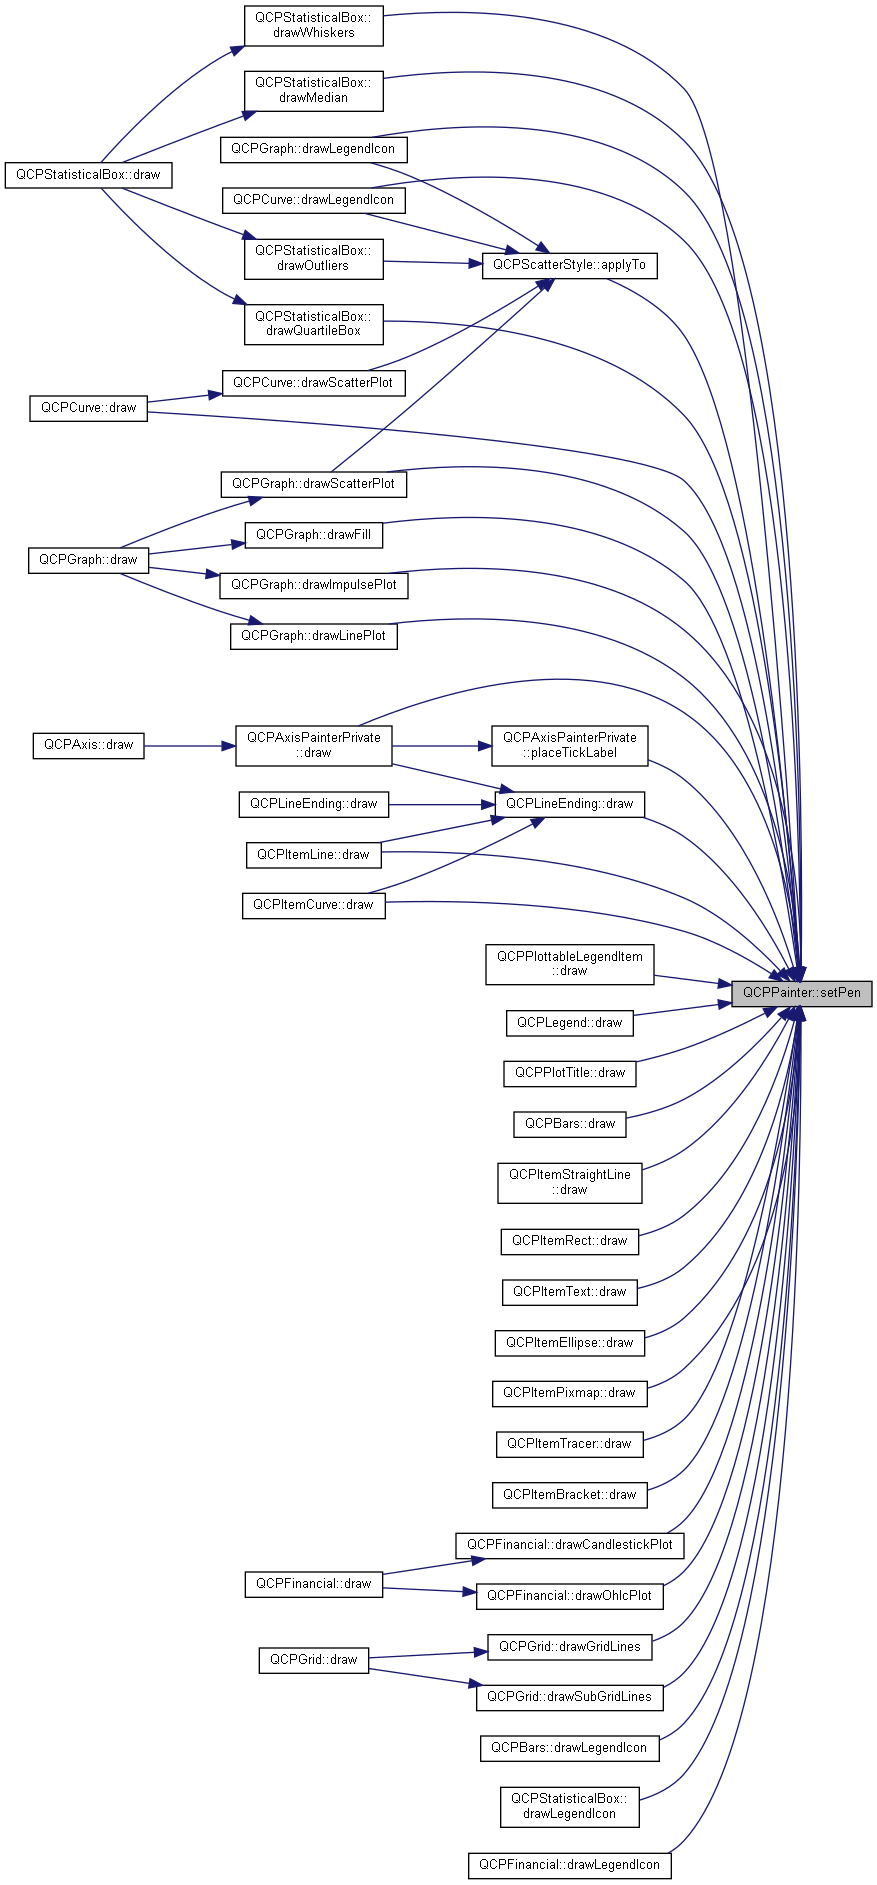 QCPStatisticalBox::
drawWhiskers
QCPStatisticalBox::
drawMedian
QCPGraph::drawLegendIcon
QCPStatisticalBox::draw
QCPCurve::drawLegendIcon
QCPStatisticalBox::
drawOutliers
QCPScatterStyle::applyTo
QCPStatisticalBox::
drawQuartileBox
QCPCurve::drawScatterPlot
QCPCurve::draw
QCPGraph::drawScatterPlot
QCPGraph::drawFill
QCPGraph::draw
QCPGraph::drawImpulsePlot
QCPGraph::drawLinePlot
QCPAxis::draw
QCPAxisPainterPrivate
::draw
QCPAxisPainterPrivate
::placeTickLabel
QCPLineEnding::draw
QCPLineEnding::draw
QCPItemLine::draw
QCPItemCurve::draw
QCPPlottableLegendItem
::draw
QCPPainter::setPen
QCPLegend::draw
QCPPlotTitle::draw
QCPBars::draw
QCPItemStraightLine
::draw
QCPItemRect::draw
QCPItemText::draw
QCPItemEllipse::draw
QCPItemPixmap::draw
QCPItemTracer::draw
QCPItemBracket::draw
QCPFinancial::drawCandlestickPlot
QCPFinancial::draw
QCPFinancial::drawOhlcPlot
QCPGrid::drawGridLines
QCPGrid::draw
QCPGrid::drawSubGridLines
QCPBars::drawLegendIcon
QCPStatisticalBox::
drawLegendIcon
QCPFinancial::drawLegendIcon